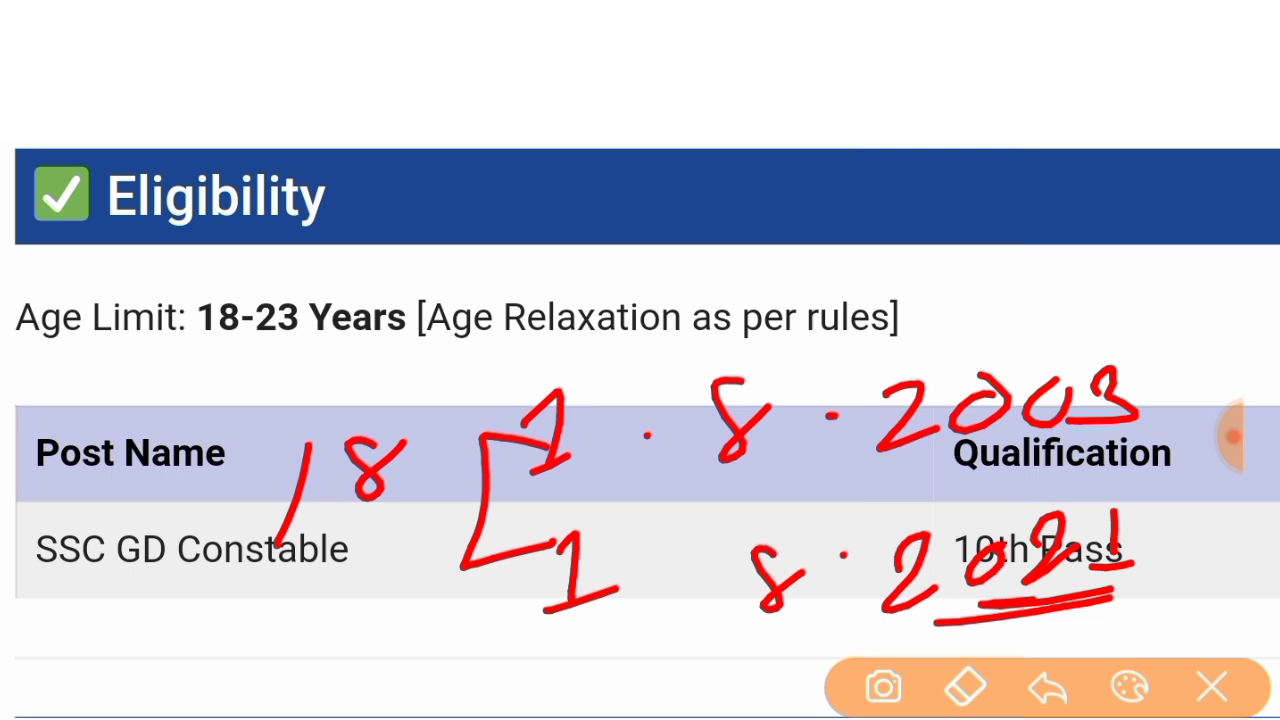 ✅ Eligibility
Age Limit: 18-23 Years [Age Relaxation as per rules]
1 . 8 . 2003
Post Name Qualification
18
SSC GD Constable 10th Pass
1 8 . 2021